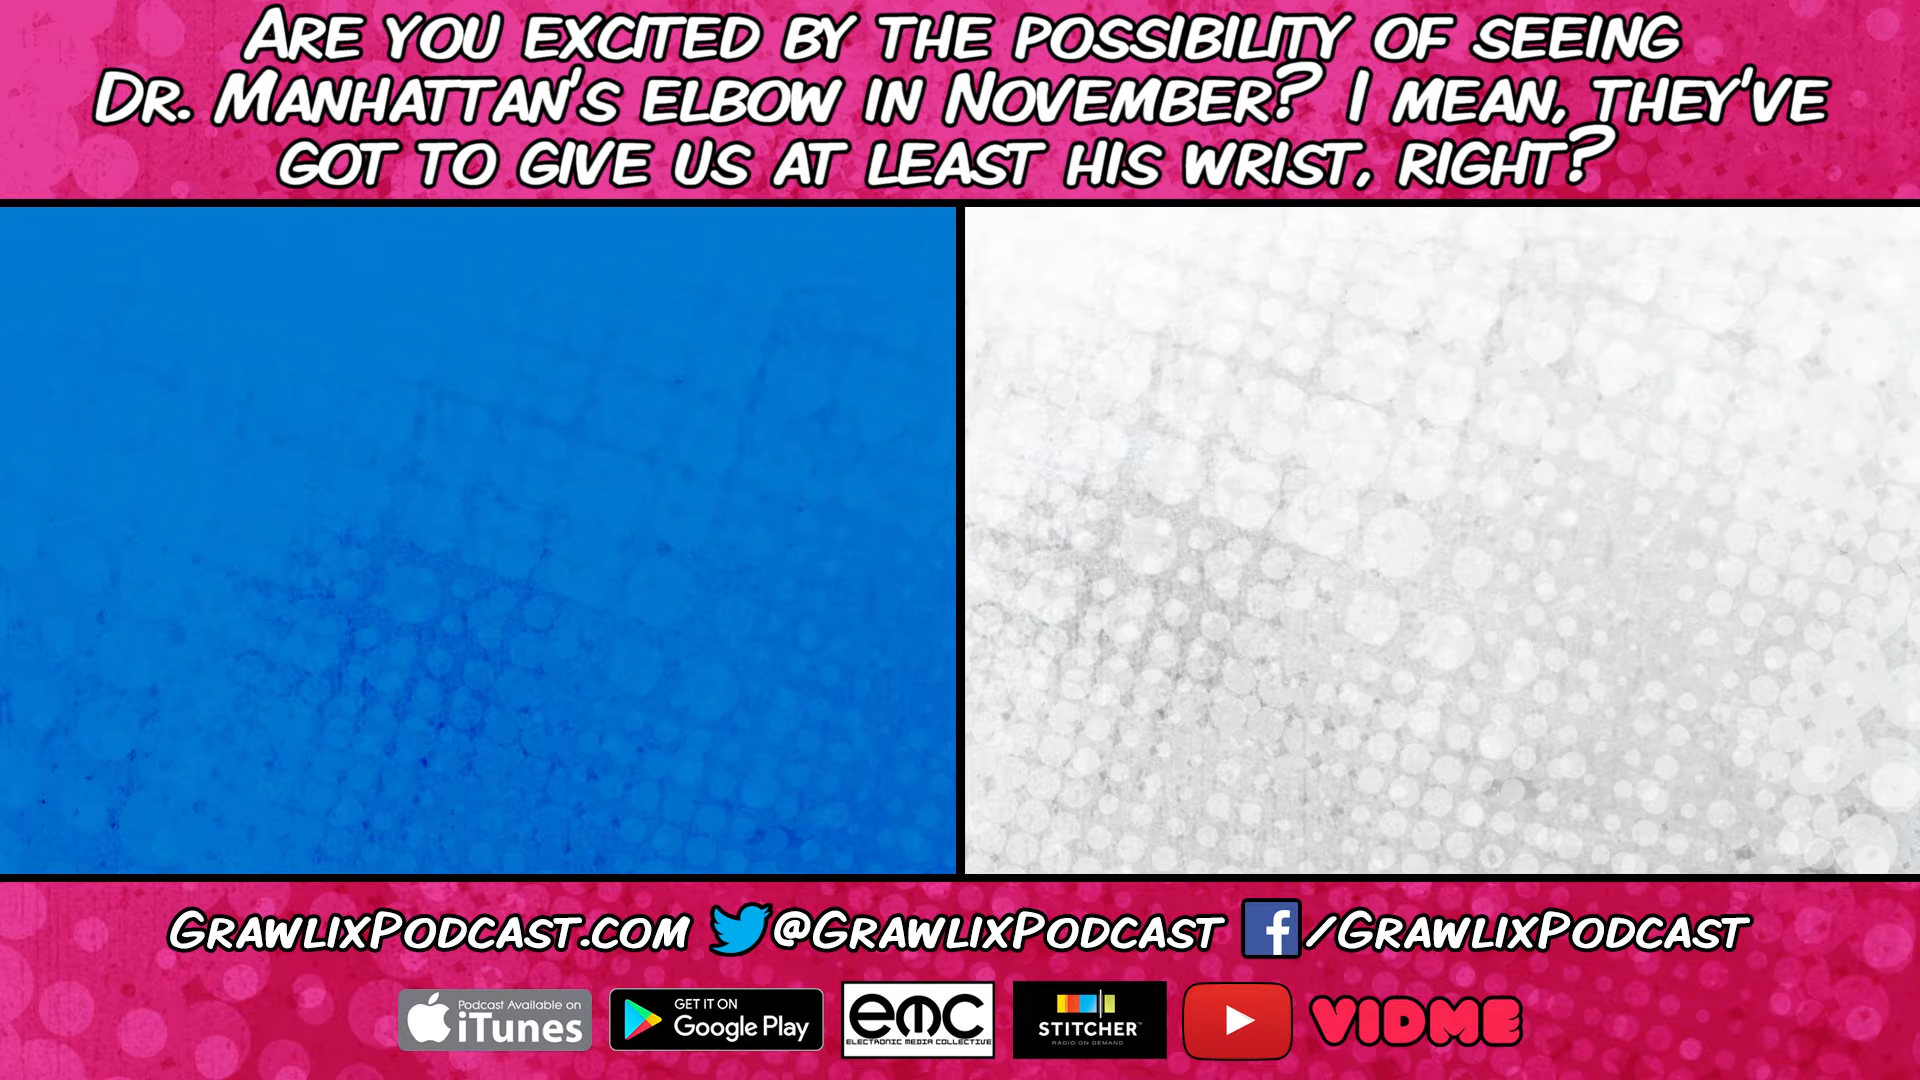 Are you excited by the possibility of seeing
Dr. Manhattan's elbow in November? I mean, they've
got to give us at least his wrist, right?
GrawlixPodcast.com @GrawlixPodcast f /GrawlixPodcast
Podcast Available on
iTunes
GET IT ON
Google Play
emc
ELECTRONIC MEDIA COLLECTIVE
STITCHER
RADIO ON DEMAND
VIDME